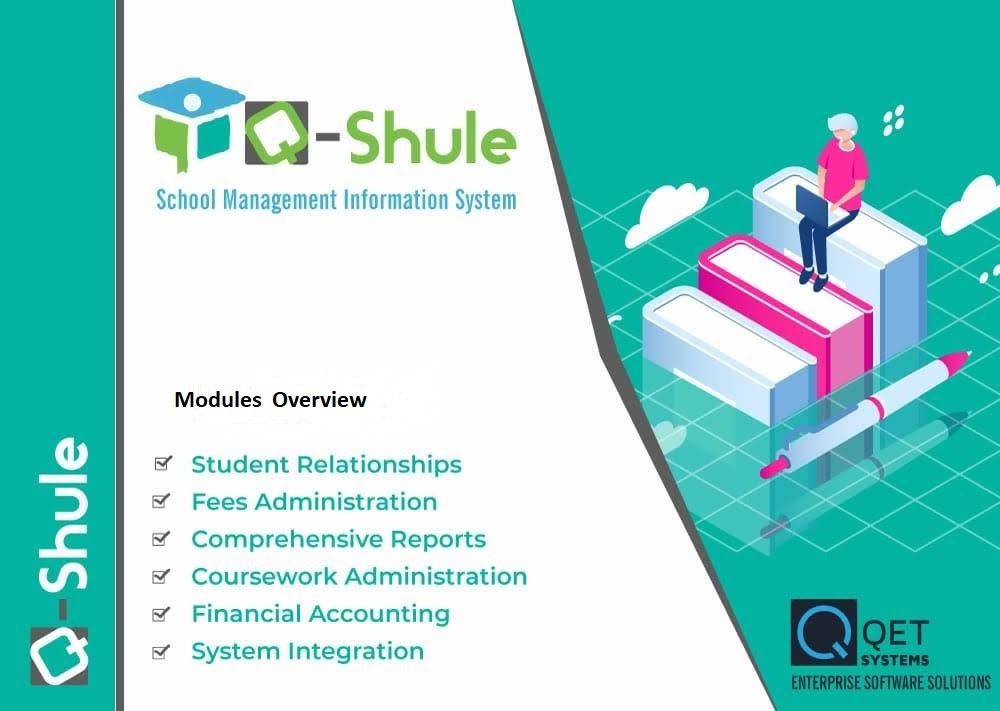 Q-Shule
Q-Shule
School Management Information System
Modules Overview
Student Relationships
Fees Administration
Comprehensive Reports
Coursework Administration
Financial Accounting
System Integration
QET
SYSTEMS
ENTERPRISE SOFTWARE SOLUTIONS